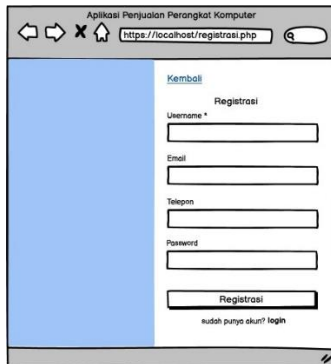 Aplikasi Penjualan Perangkat Komputer
https://localhost/registrasi.php
Kembali
Registrasi
Username *
Email
Telepon
Password
Registrasi
sudah punya akun? login